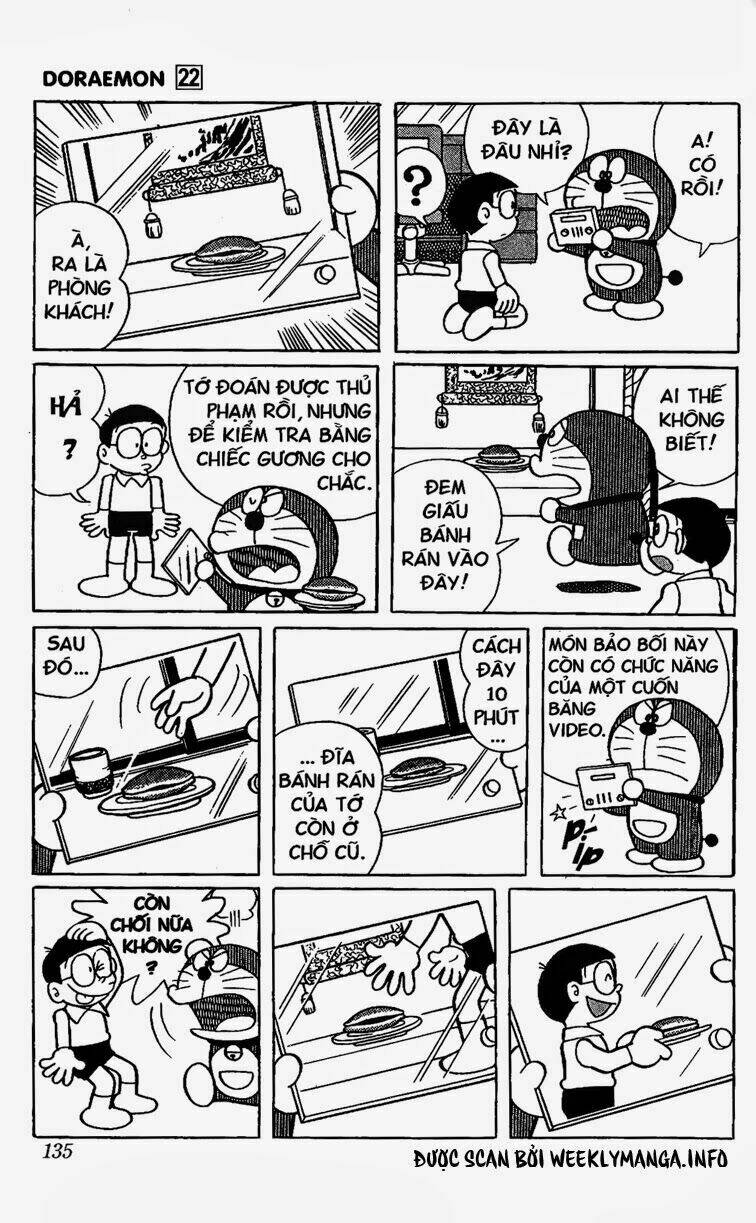 DORAEMON 22
A!
CÓ
RỒI!
ĐÂY LÀ
ĐÂU NHỈ?
?
À,
RA LÀ
PHÒNG
KHÁCH!
AI THẾ
KHÔNG
BIẾT!
ĐEM
GIẤU
BÁNH
RÁN VÀO
ĐÂY!
TỚ ĐOÁN ĐƯỢC THỦ
PHẠM RỒI, NHƯNG
ĐỂ KIỂM TRA BẰNG
CHIẾC GƯƠNG CHO
CHẮC.
HẢ
?
MÓN BẢO BỐI NÀY
CÒN CÓ CHỨC NĂNG
CỦA MỘT CUỐN
BĂNG
VIDEO.
P.
ÍP
CÁCH
ĐÂY
10
PHÚT
...
... ĐĨA
BÁNH RÁN
CỦA TỚ
CÒN Ở
CHỖ CŨ.
SAU
ĐÓ...
CÒN
CHỐI NỮA
KHÔNG
?
135
ĐƯỢC SCAN BỞI WEEKLYMANGA.INFO